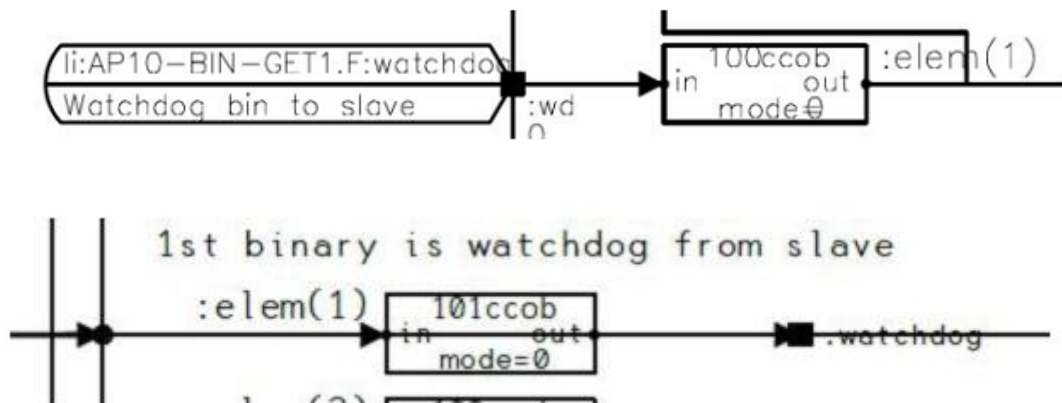 li:AP10-BIN-GET1.F:watchdog
Watchdog bin to slave
:wd
0
100ccob
in out
mode=0
:elem(1)
1st binary is watchdog from slave
:elem(1)
101ccob
in out
mode=0
.watchdog